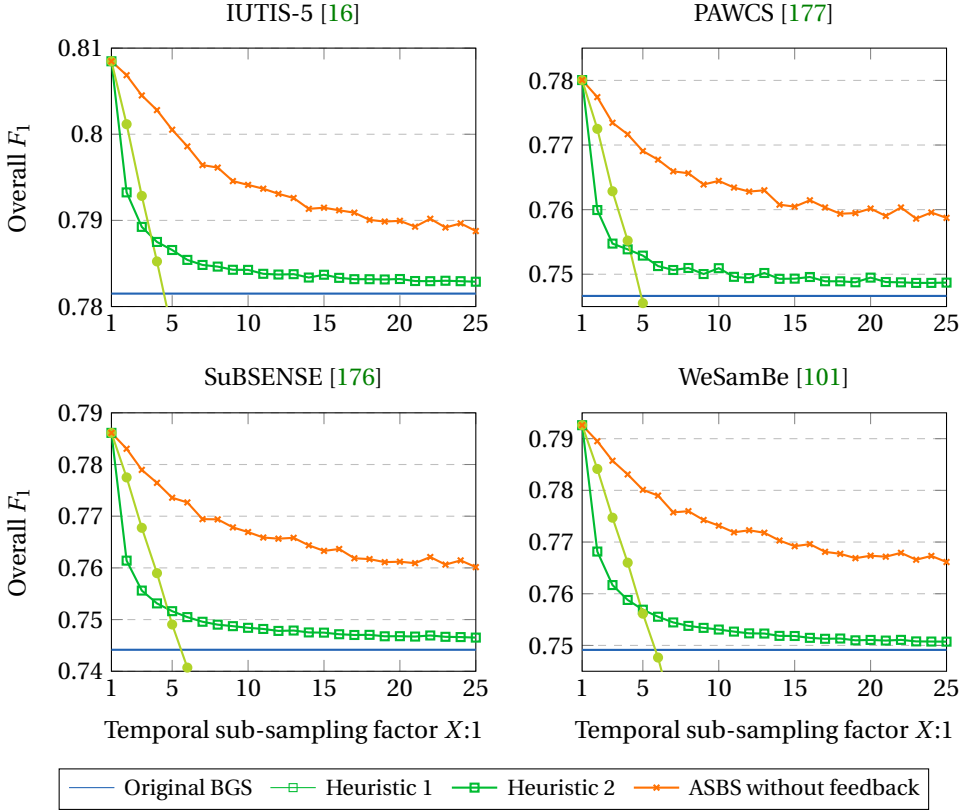 IUTIS-5 [16]
PAWCS [177]
Overall F1
0.81
0.8
0.79
0.78
1 5 10 15 20 25
0.78
0.77
0.76
0.75
1 5 10 15 20 25
SuBSENSE [176]
WeSamBe [101]
Overall F1
0.79
0.78
0.77
0.76
0.75
0.74
1 5 10 15 20 25
Temporal sub-sampling factor X:1
0.79
0.78
0.77
0.76
0.75
1 5 10 15 20 25
Temporal sub-sampling factor X:1
Original BGS Heuristic 1 Heuristic 2 ASBS without feedback